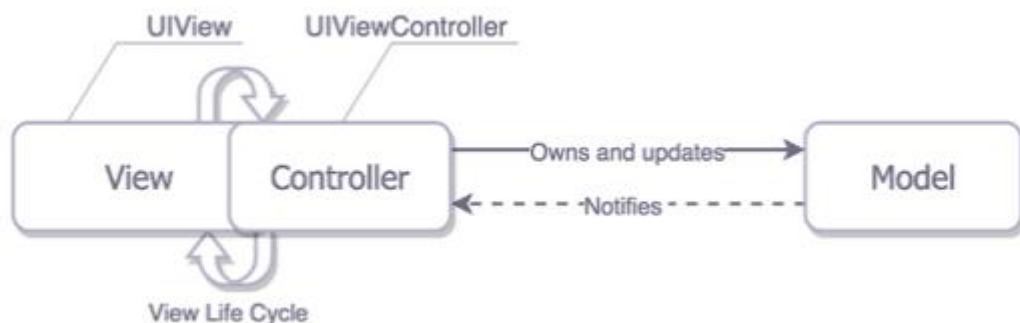 UIView
UIViewController
View
Controller
Owns and updates
Model
Notifies
View Life Cycle